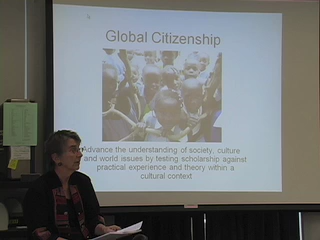 Global Citizenship
Advance the understanding of society, culture
and world issues by testing scholarship against
practical experience and theory within a
cultural context